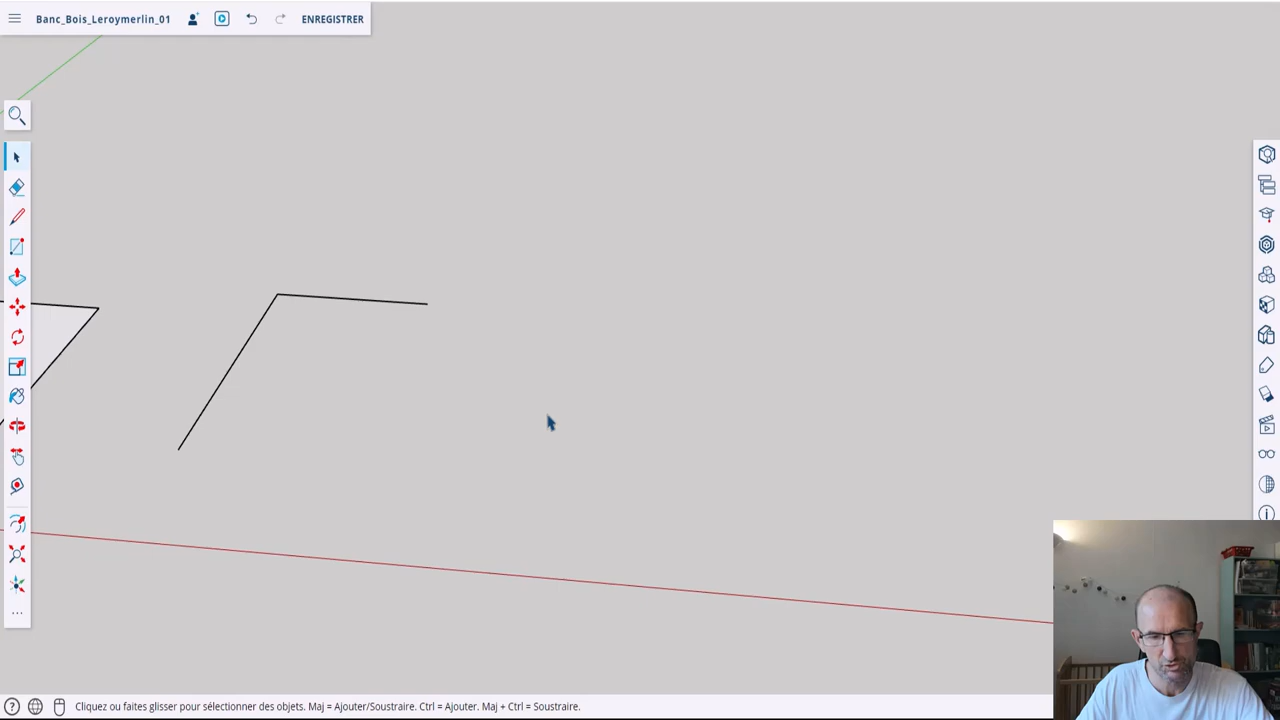 Banc_Bois_Leroymerlin_01 ENREGISTRER
Cliquez ou faites glisser pour sélectionner des objets. Maj = Ajouter/Soustraire. Ctrl = Ajouter. Maj + Ctrl = Soustraire.